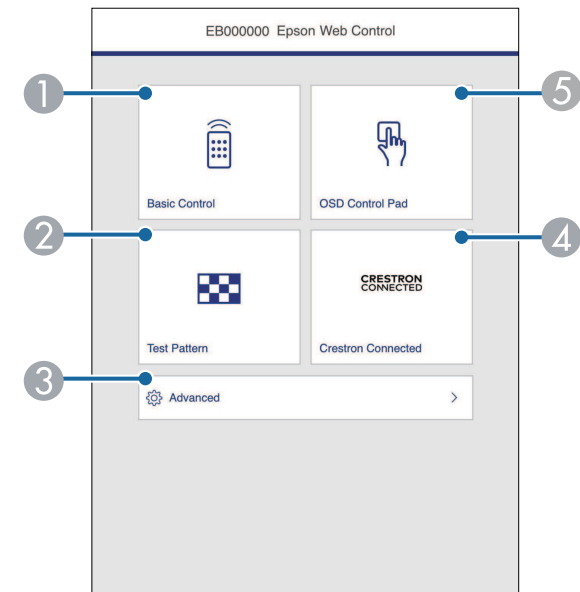 EB000000 Epson Web Control
1
5
Basic Control
OSD Control Pad
2
4
CRESTRON
CONNECTED
Test Pattern
Crestron Connected
3
Advanced